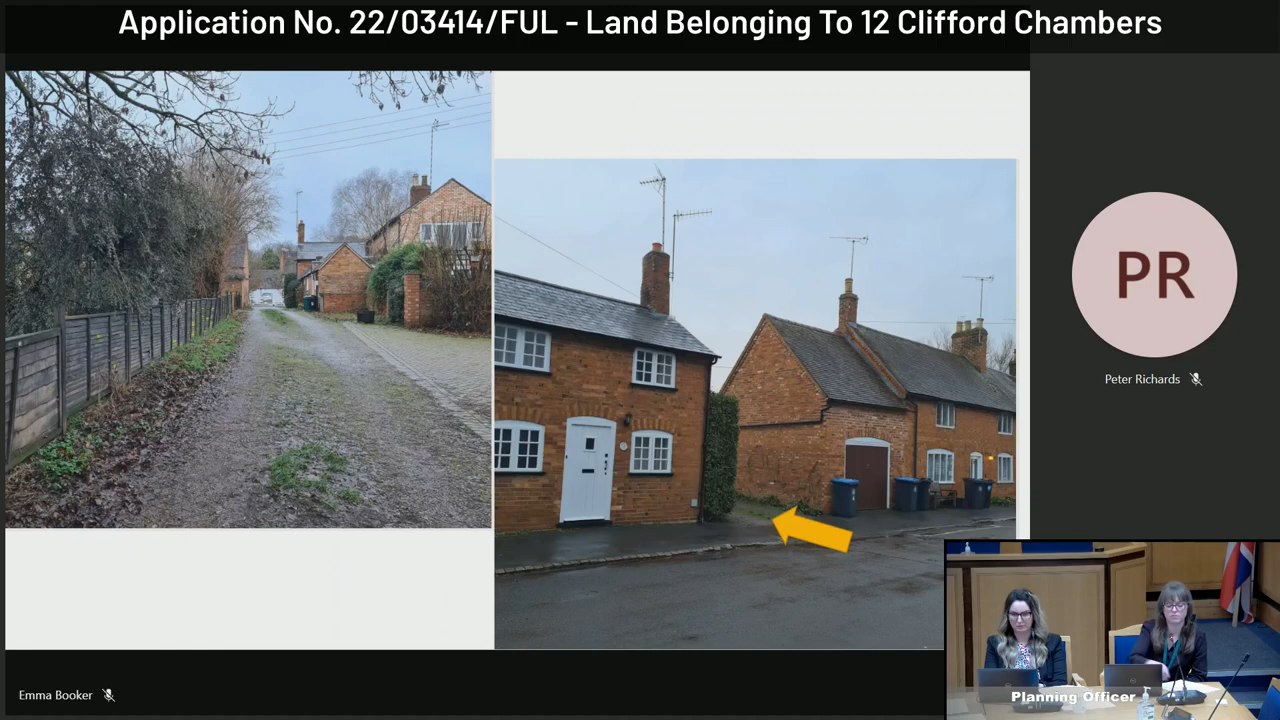 Application No. 22/03414/FUL - Land Belonging To 12 Clifford Chambers
PR
Peter Richards
Emma Booker
Planning Officer